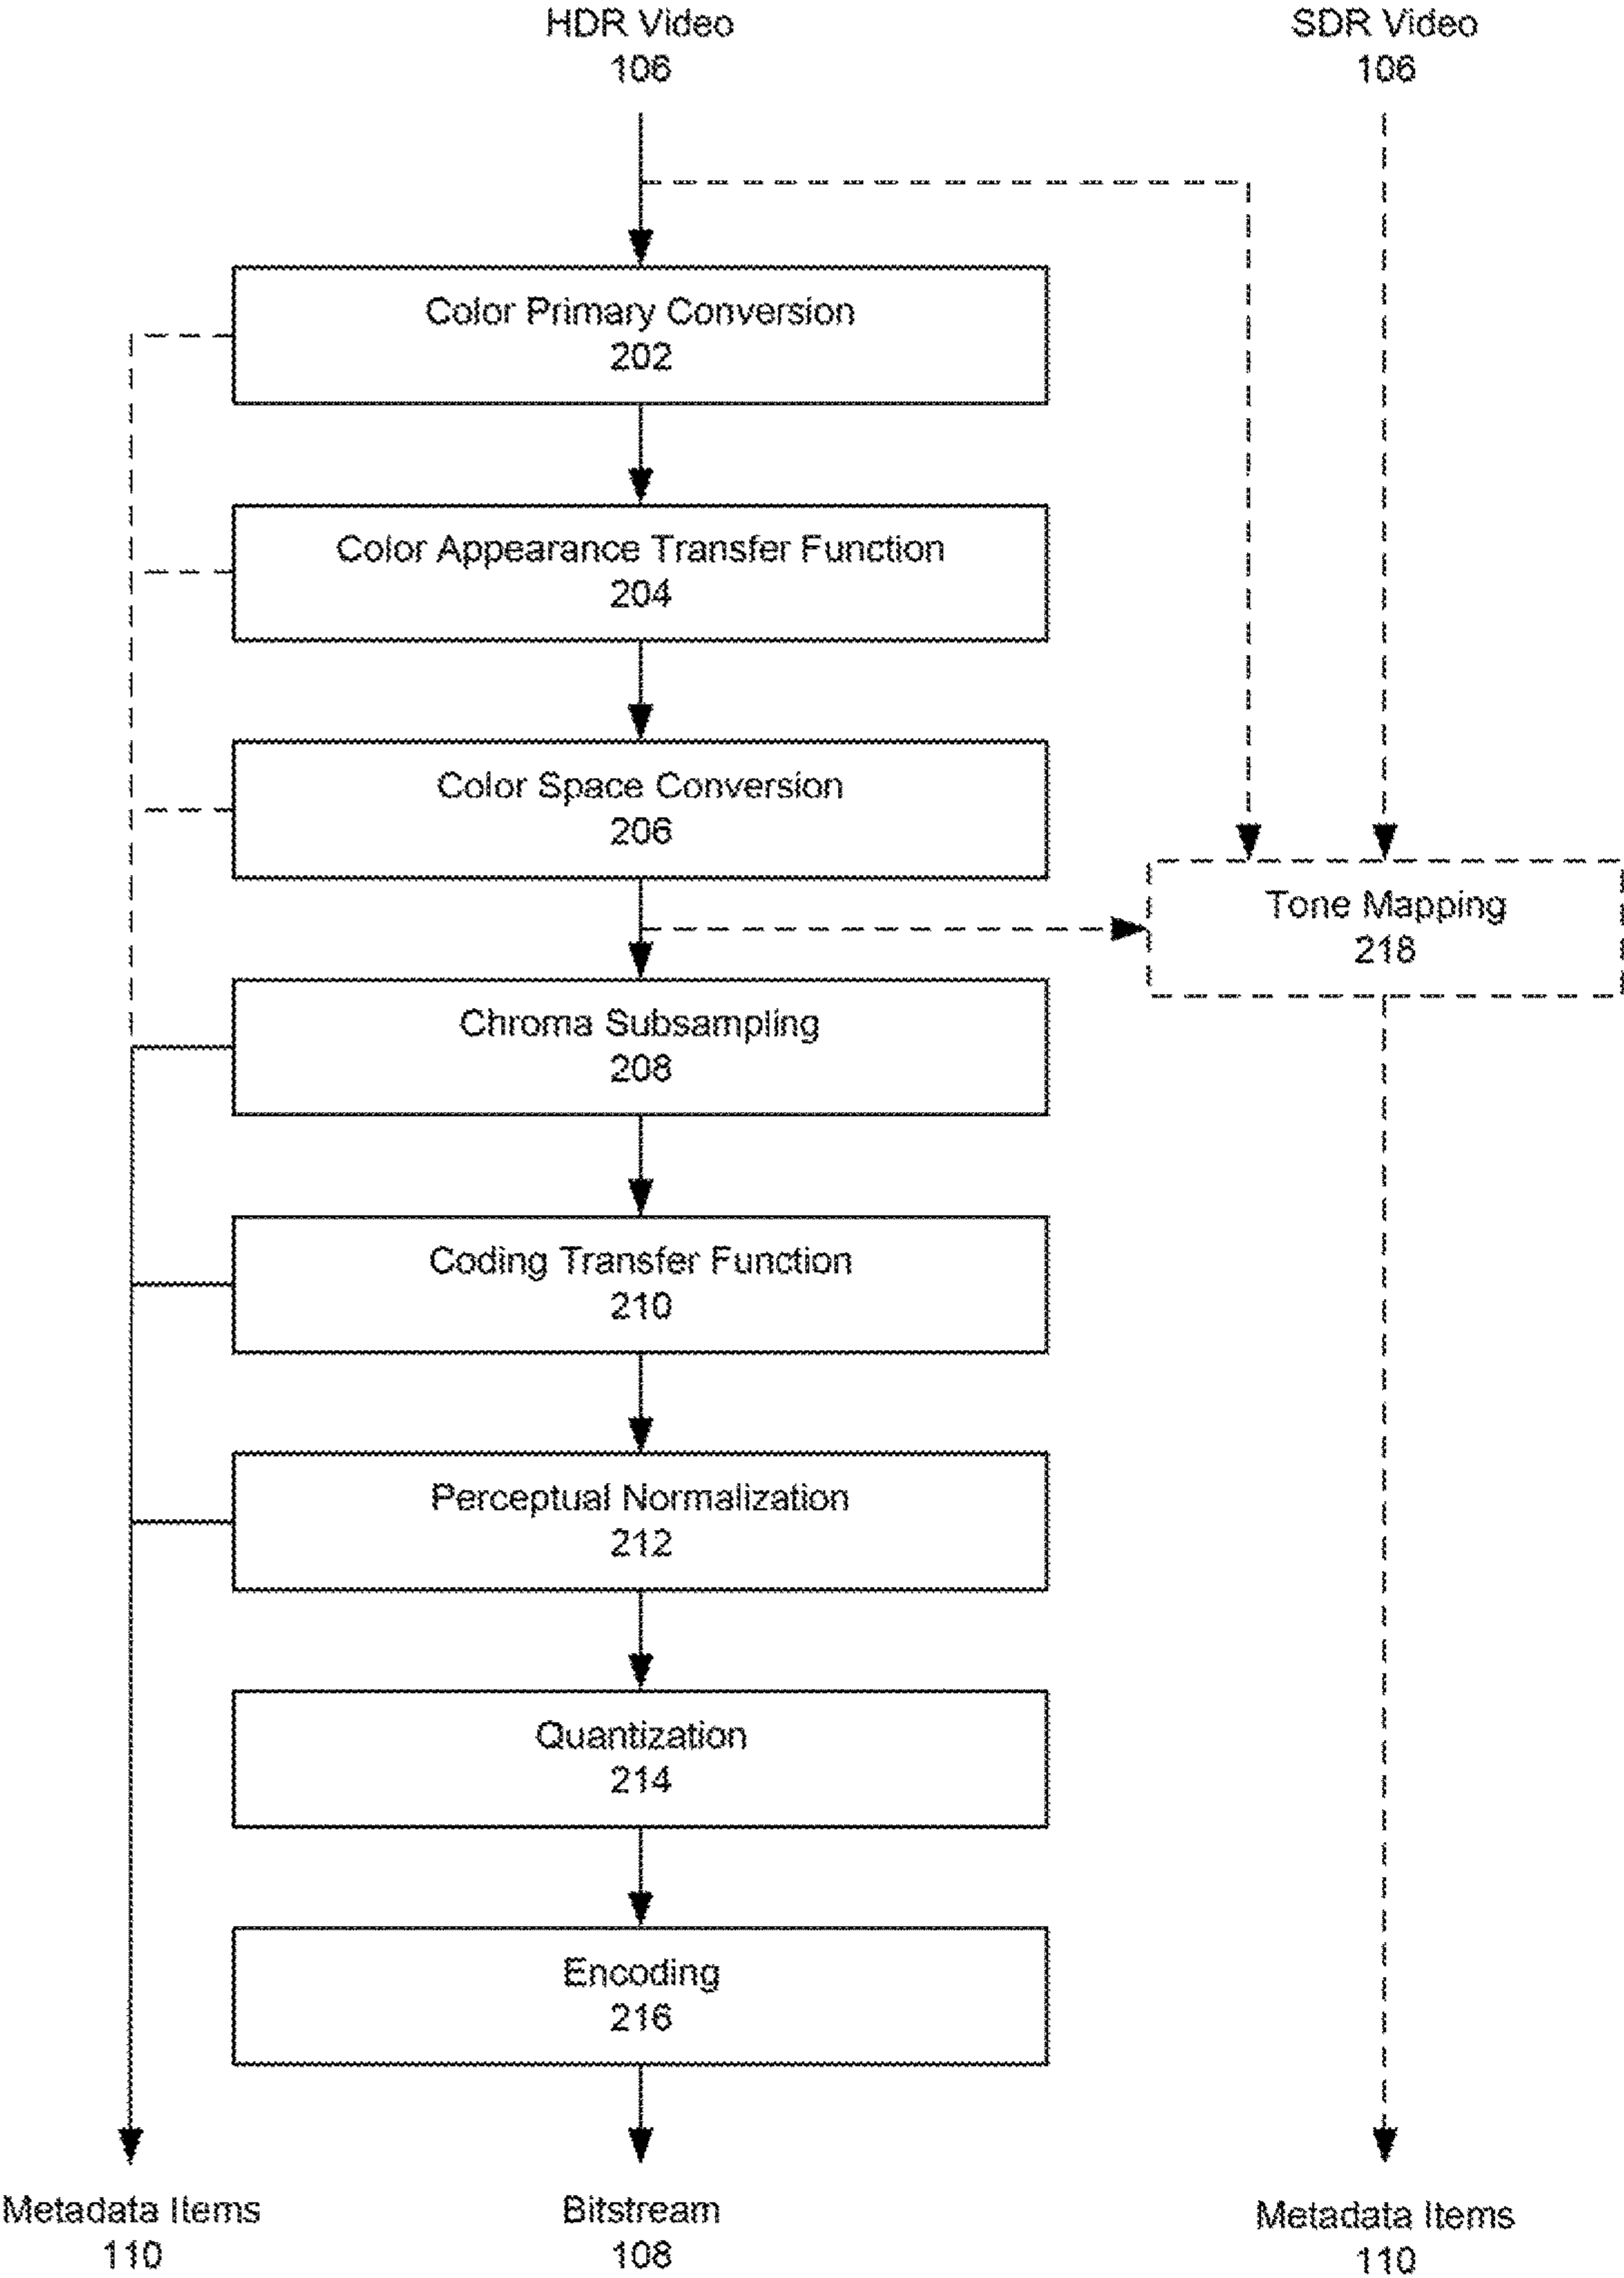 HDR Video
106
SDR Video
106
Color Primary Conversion
202
Color Appearance Transfer Function
204
Color Space Conversion
206
Tone Mapping
218
Chroma Subsampling
208
Coding Transfer Function
210
Perceptual Normalization
212
Quantization
214
Encoding
216
Metadata Items
110
Bitstream
108
Metadata Items
110